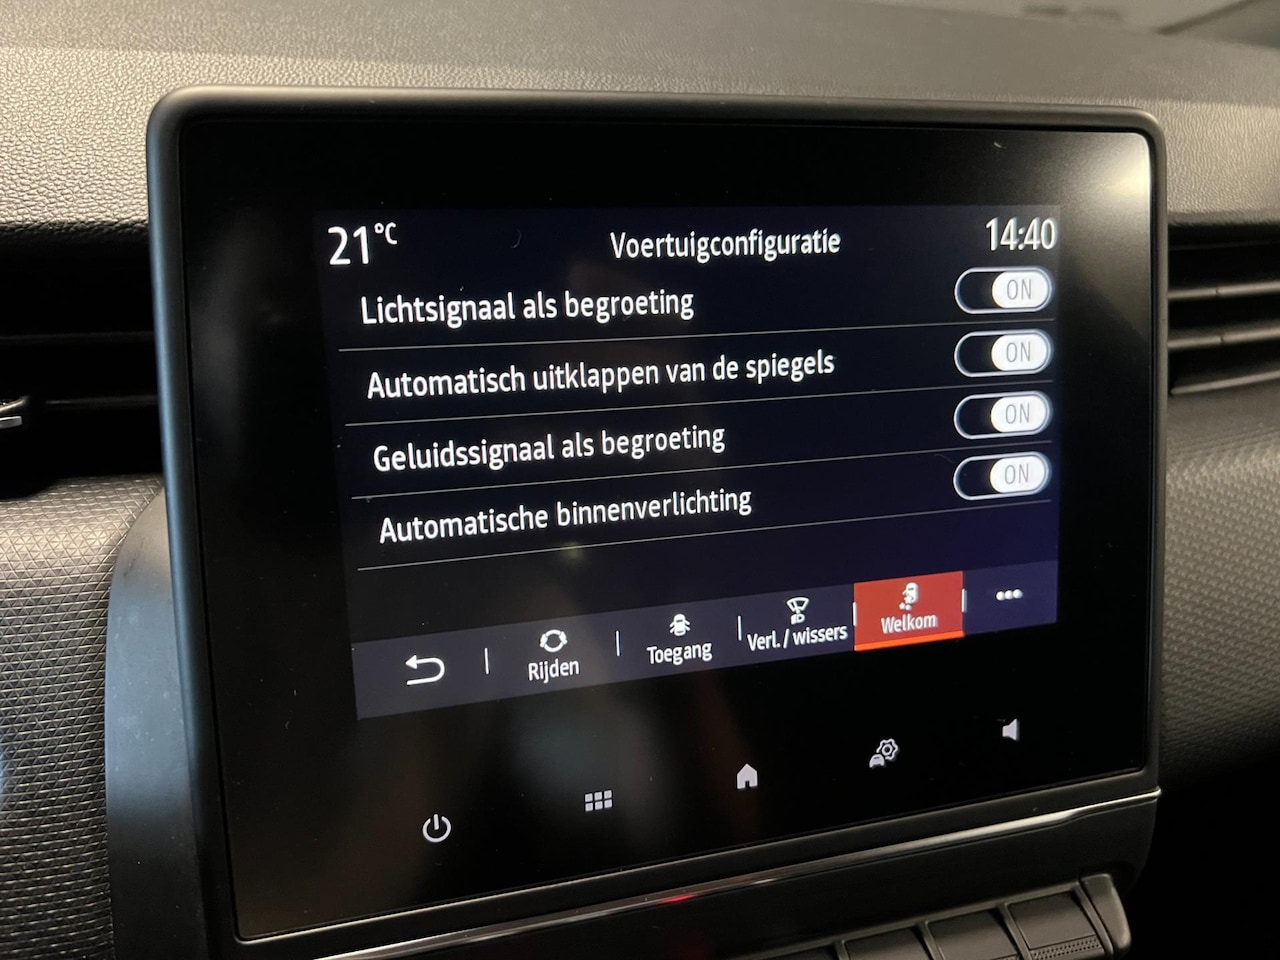 21°C Voertuigconfiguratie 14:40
Lichtsignaal als begroeting ON
Automatisch uitklappen van de spiegels ON
Geluidssignaal als begroeting ON
Automatische binnenverlichting ON
Rijden Toegang Verl./wissers Welkom